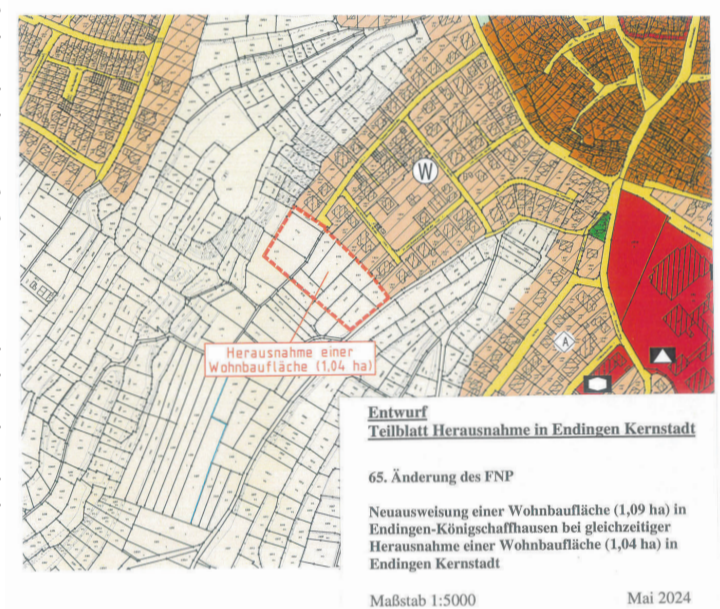 W
A
Herausnahme einer
Wohnbaufläche (1,04 ha)
Entwurf
Teilblatt Herausnahme in Endingen Kernstadt
65. Änderung des FNP
Neuausweisung einer Wohnbaufläche (1,09 ha) in
Endingen-Königschaffhausen bei gleichzeitiger
Herausnahme einer Wohnbaufläche (1,04 ha) in
Endingen Kernstadt
Maßstab 1:5000 Mai 2024